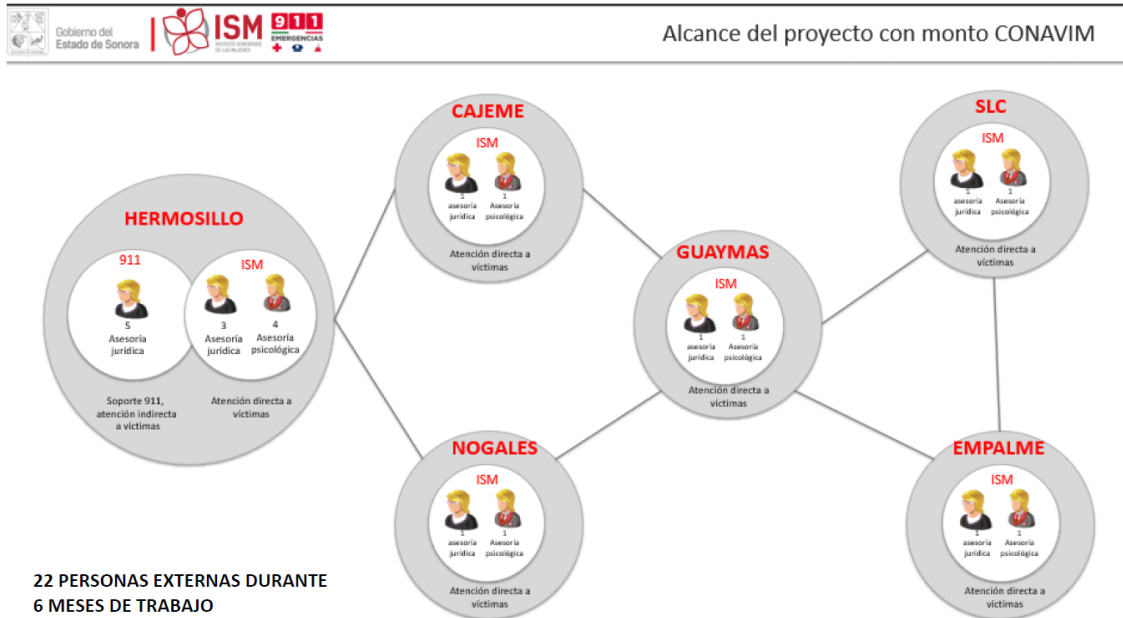 Gobierno del
Estado de Sonora
ISM
INSTITUTO SONORENSE
DE LAS MUJERES
911
EMERGENCIAS
Alcance del proyecto con monto CONAVIM
HERMOSILLO
911
5
Asesoría
jurídica
ISM
3
Asesoría
jurídica
4
Asesoría
psicológica
Soporte 911,
atención indirecta
a víctimas
Atención directa a
víctimas
CAJEME
ISM
1
asesoría
jurídica
1
Asesoría
psicológica
Atención directa a
víctimas
NOGALES
ISM
1
asesoría
jurídica
1
Asesoría
psicológica
Atención directa a
víctimas
GUAYMAS
ISM
1
asesoría
jurídica
1
Asesoría
psicológica
Atención directa a
víctimas
SLC
ISM
1
asesoría
jurídica
1
Asesoría
psicológica
Atención directa a
víctimas
EMPALME
ISM
1
asesoría
jurídica
1
Asesoría
psicológica
Atención directa a
víctimas
22 PERSONAS EXTERNAS DURANTE
6 MESES DE TRABAJO